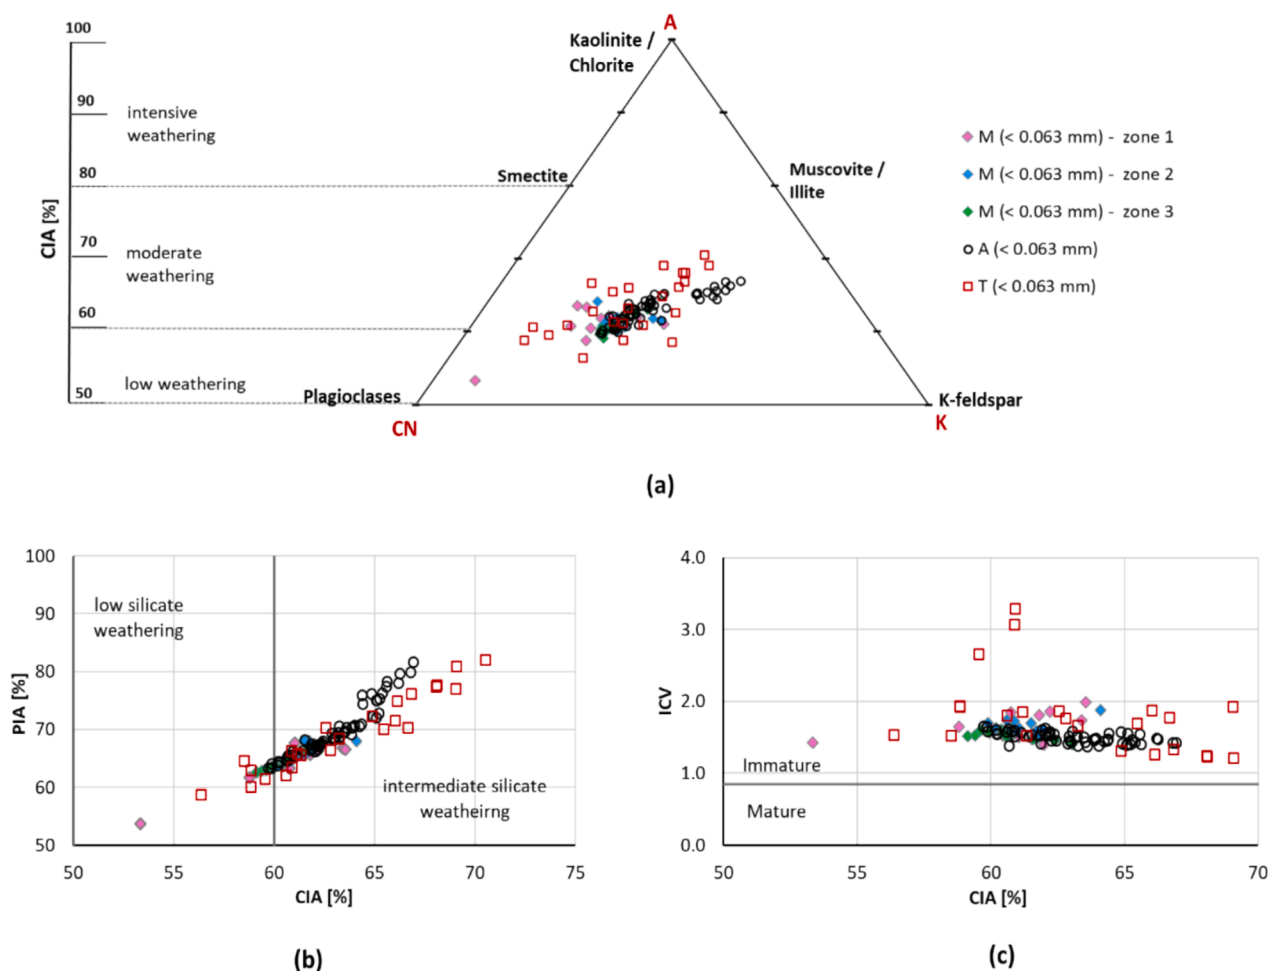 A
100
Kaolinite /
Chlorite
90
intensive
weathering
M (< 0.063 mm) - zone 1
80
Smectite
Muscovite /
Illite
M (< 0.063 mm) - zone 2
CIA [%]
M (< 0.063 mm) - zone 3
70
moderate
weathering
A (< 0.063 mm)
T (< 0.063 mm)
60
low weathering
50
Plagioclases
K-feldspar
CN
K
(a)
100
90
80
70
60
50
PIA [%]
low silicate
weathering
intermediate silicate
weatheirng
50 55 60 65 70 75
CIA [%]
(b)
4.0
3.0
2.0
1.0
0.0
ICV
Immature
Mature
50 55 60 65 70
CIA [%]
(c)